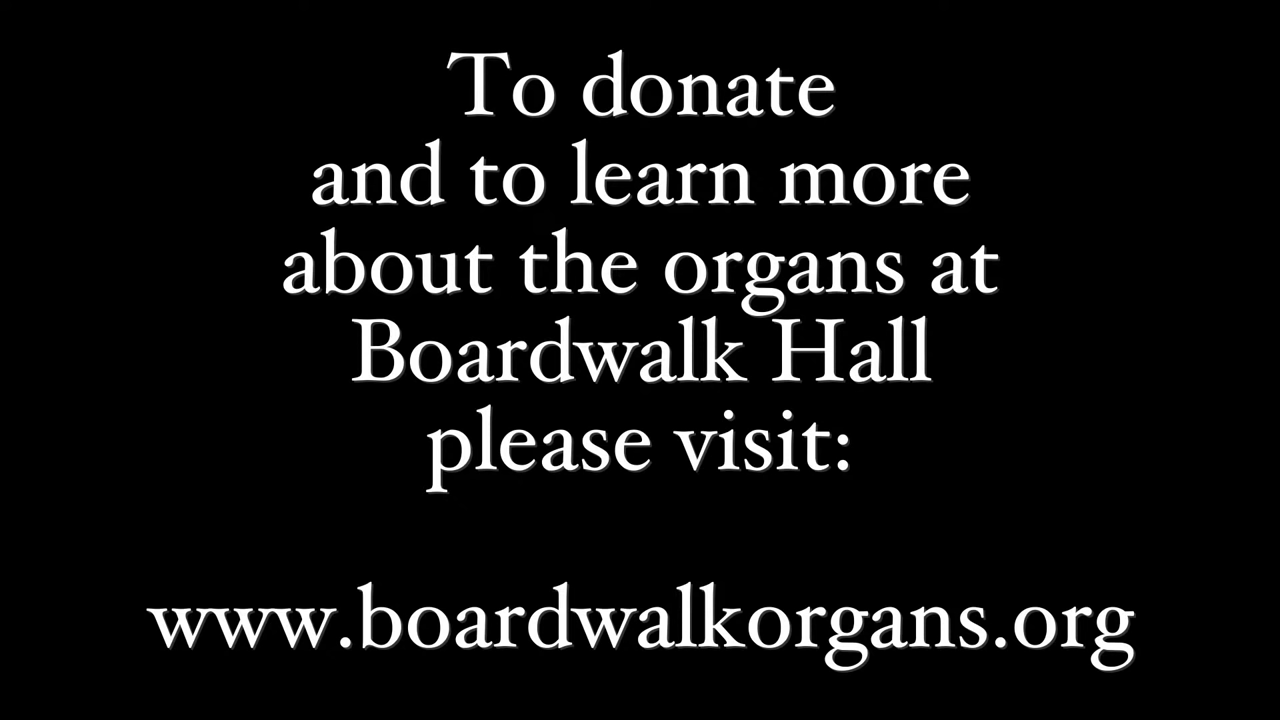 To donate
and to learn more
about the organs at
Boardwalk Hall
please visit:
www.boardwalkorgans.org